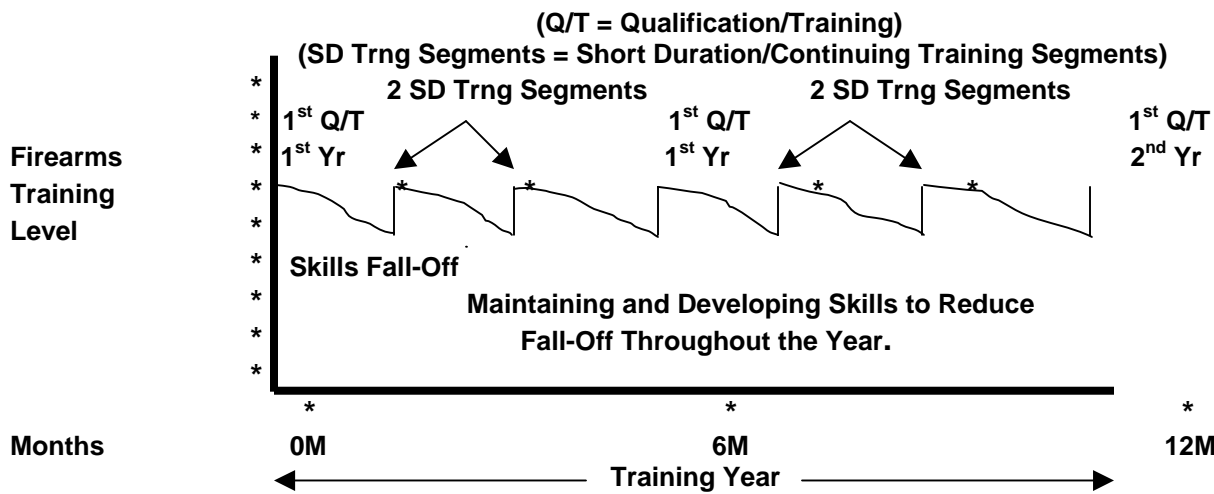 (Q/T = Qualification/Training)
(SD Trng Segments = Short Duration/Continuing Training Segments)
* 2 SD Trng Segments 2 SD Trng Segments
* 1st Q/T 1st Q/T 1st Q/T
Firearms * 1st Yr 1st Yr 2nd Yr
Training * * * * *
Level *
* Skills Fall-Off
* Maintaining and Developing Skills to Reduce
* Fall-Off Throughout the Year.
*
* * *
Months 0M 6M 12M
Training Year